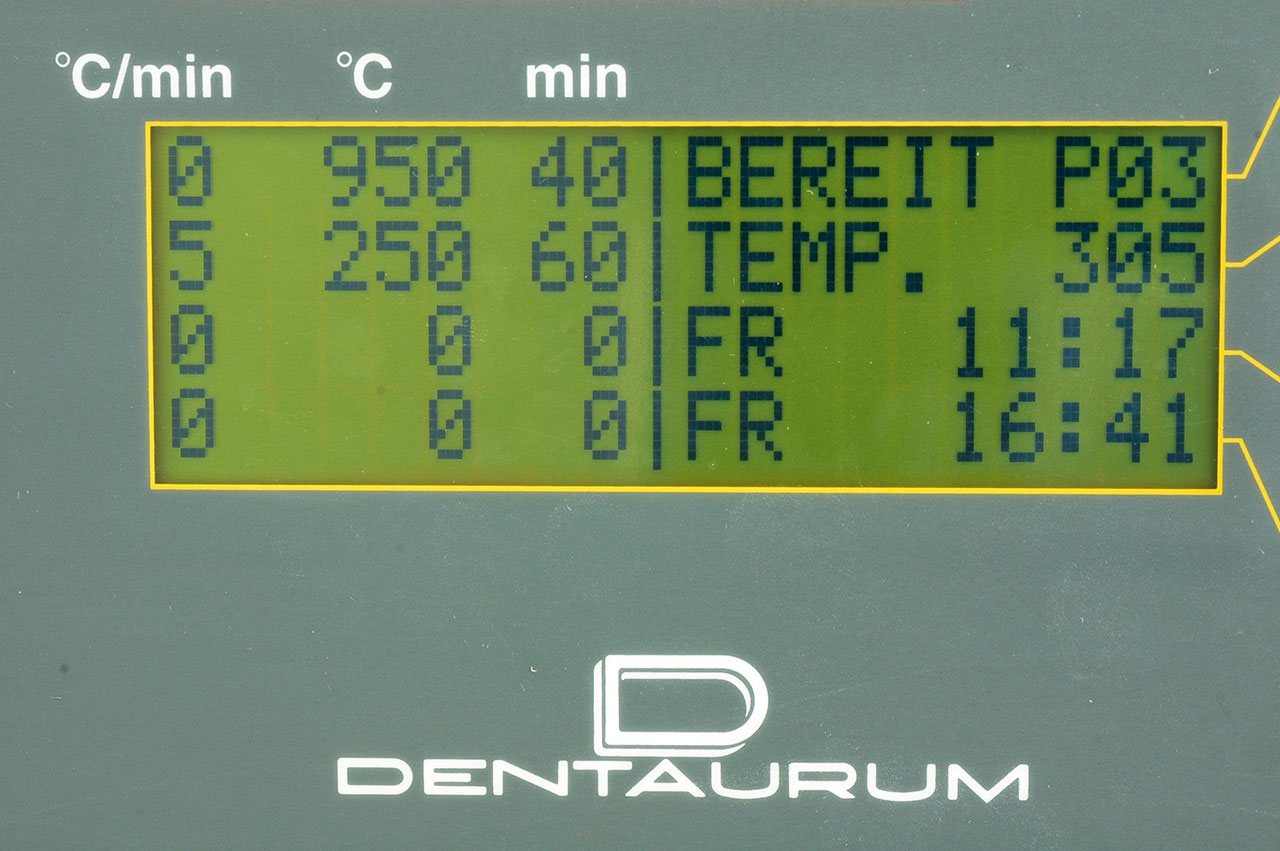 °C/min °C min
0 950 40 | BEREIT P03
5 250 60 | TEMP. 305
0 0 0 | FR 11:17
0 0 0 | FR 16:41
D
DENTAURUM